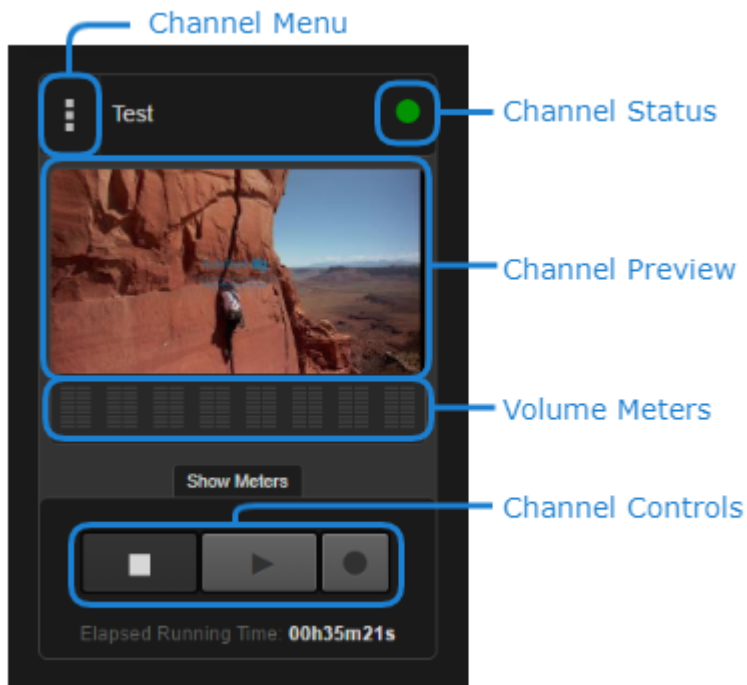 Channel Menu
Test
Channel Status
Channel Preview
Volume Meters
Show Meters
Channel Controls
Elapsed Running Time: 00h35m21s